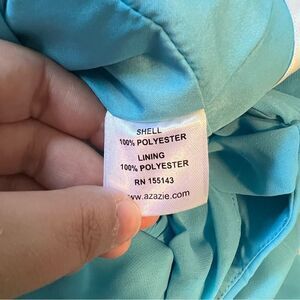 SHELL
100% POLYESTER
LINING
100% POLYESTER
RN 155143
www.azazie.com